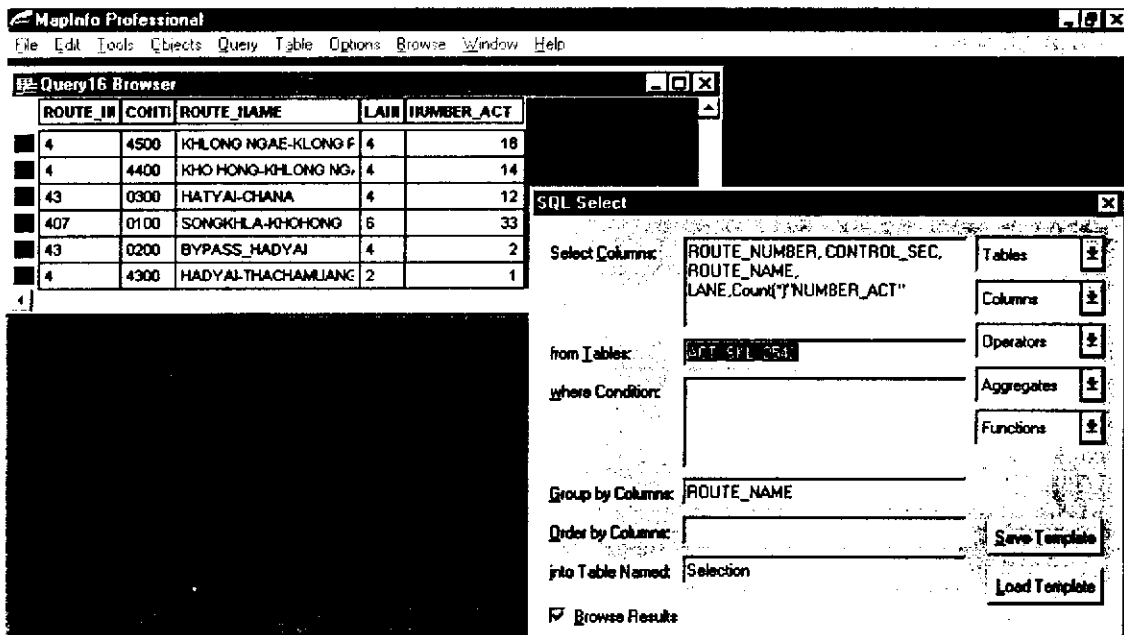 MapInfo Professional
File Edit Tools Objects Query Table Options Browse Window Help
Query16 Browser
ROUTE_N CONT ROUTE_NAME LAN NUMBER_ACT
4 4500 KHLONG NGAE-KLONG P 4
4 4400 KHO HONG-KHLONG NG 4 14
43 0300 HATYAI-CHANA 4 12
407 0100 SONGKHLA-KHOHONG 6 33
43 0200 BYPASS_HADYAI 4 2
4 4300 HADYAI-THACHAMUANG 2 1
SQL Select
Select Columns: ROUTE_NUMBER, CONTROL_SEC,
ROUTE_NAME,
LANE,Count(*)"NUMBER_ACT"
Tables
Columns
from Tables:
Operators
where Condition:
Aggregates
Functions
Group by Columns: ROUTE_NAME
Order by Columns:
Save Template
into Table Named: Selection
Load Template
Browse Results